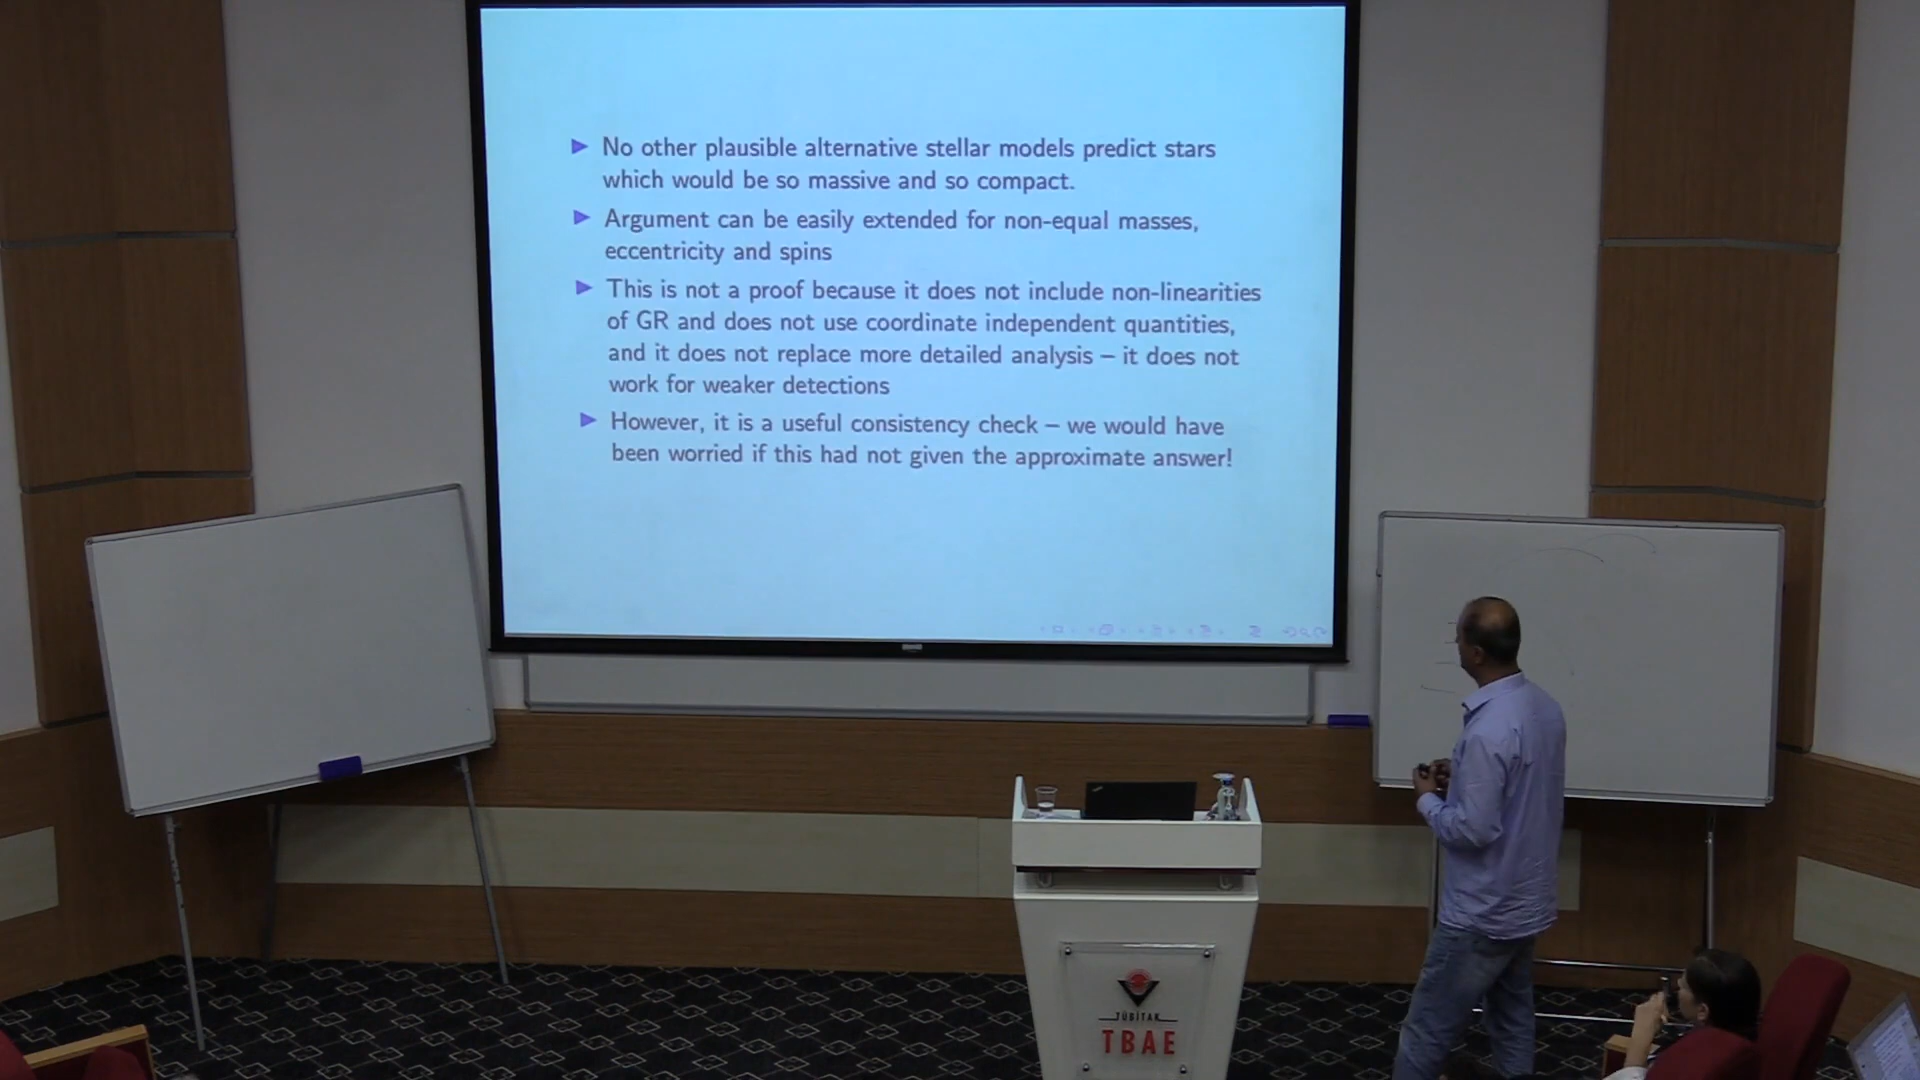 No other plausible alternative stellar models predict stars
which would be so massive and so compact.
Argument can be easily extended for non-equal masses,
eccentricity and spins
This is not a proof because it does not include non-linearities
of GR and does not use coordinate independent quantities,
and it does not replace more detailed analysis – it does not
work for weaker detections
However, it is a useful consistency check – we would have
been worried if this had not given the approximate answer!
TÜBİTAK
TBAE